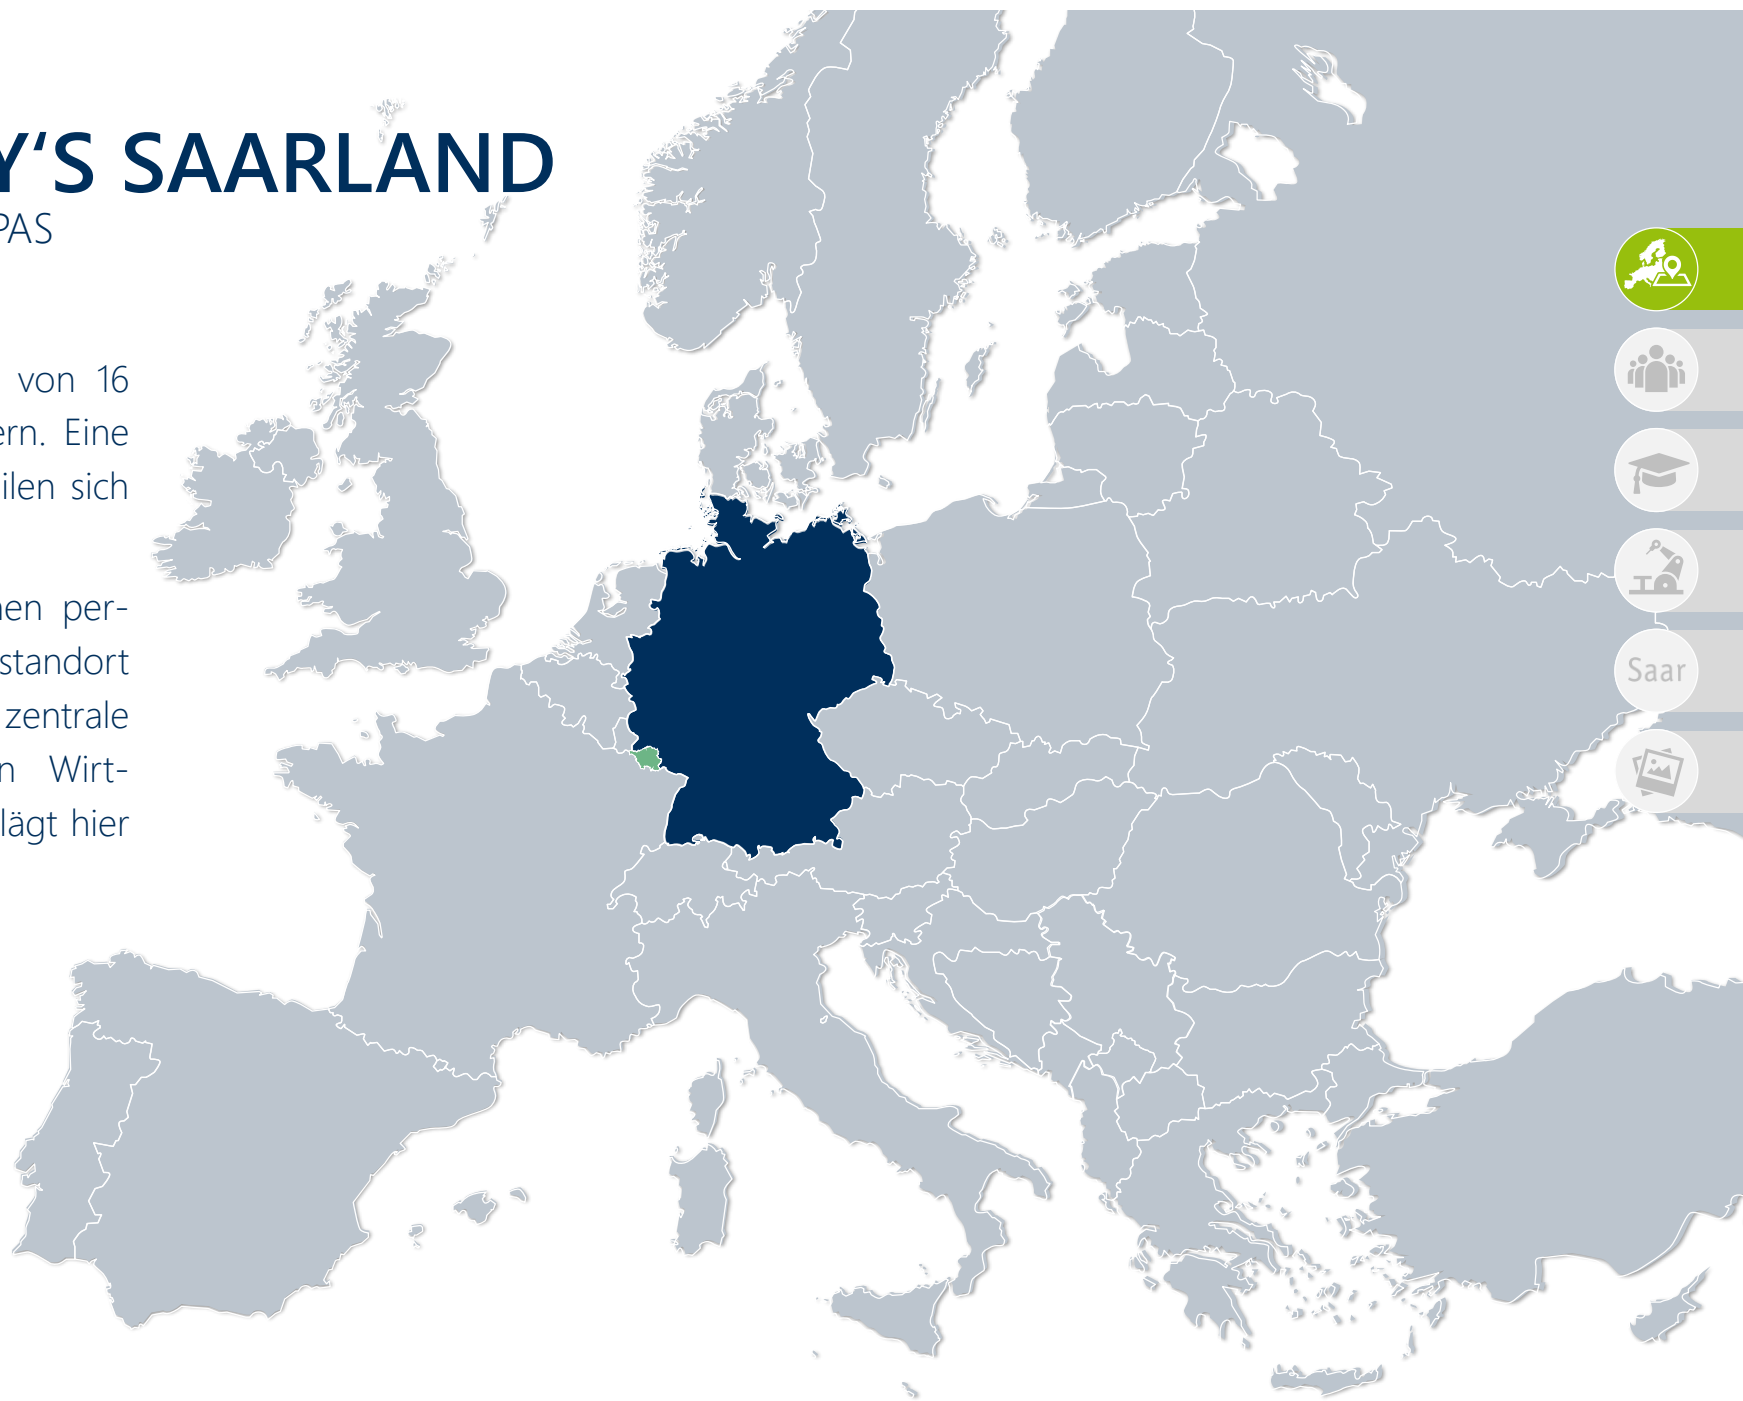 Y‘S SAARLAND
PAS
von 16
ern. Eine
ilen sich
nen per-
standort
zentrale
n Wirt-
lägt hier
Saar